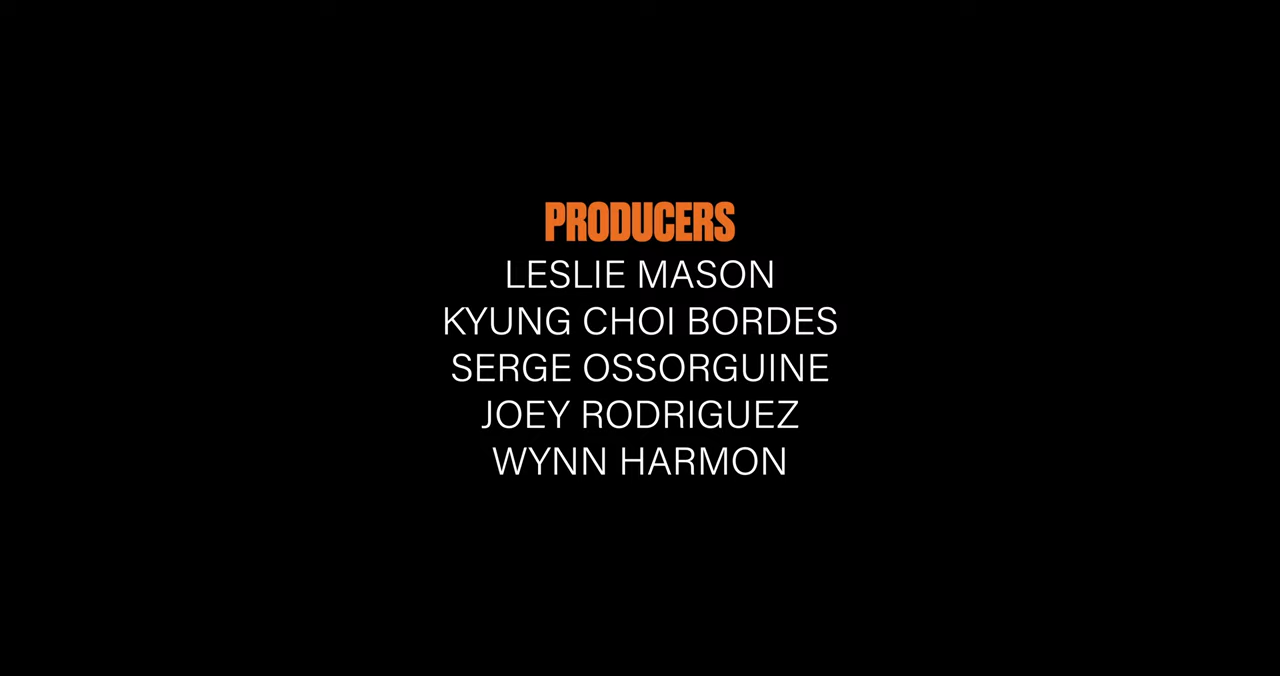 PRODUCERS
LESLIE MASON
KYUNG CHOI BORDES
SERGE OSSORGUINE
JOEY RODRIGUEZ
WYNN HARMON